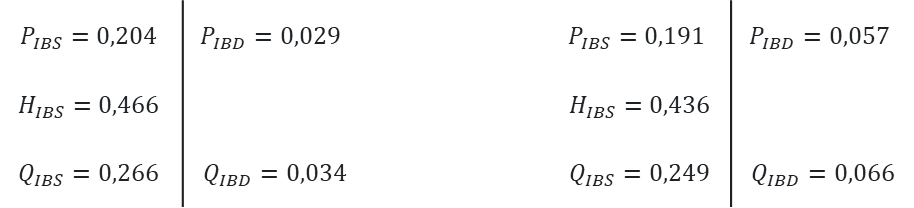 P_IBS = 0,204 P_IBD = 0,029 P_IBS = 0,191 P_IBD = 0,057
H_IBS = 0,466 H_IBS = 0,436
Q_IBS = 0,266 Q_IBD = 0,034 Q_IBS = 0,249 Q_IBD = 0,066